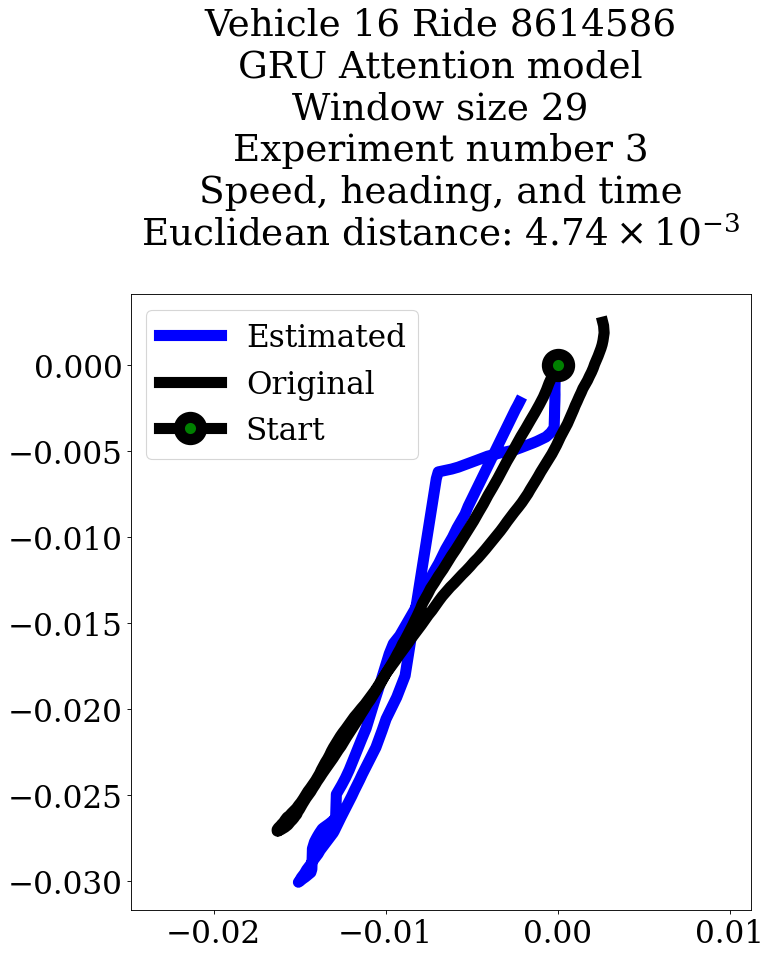 Vehicle 16 Ride 8614586
GRU Attention model
Window size 29
Experiment number 3
Speed, heading, and time
Euclidean distance: 4.74 × 10⁻³
Estimated
Original
Start
0.000
−0.005
−0.010
−0.015
−0.020
−0.025
−0.030
−0.02
−0.01
0.00
0.01